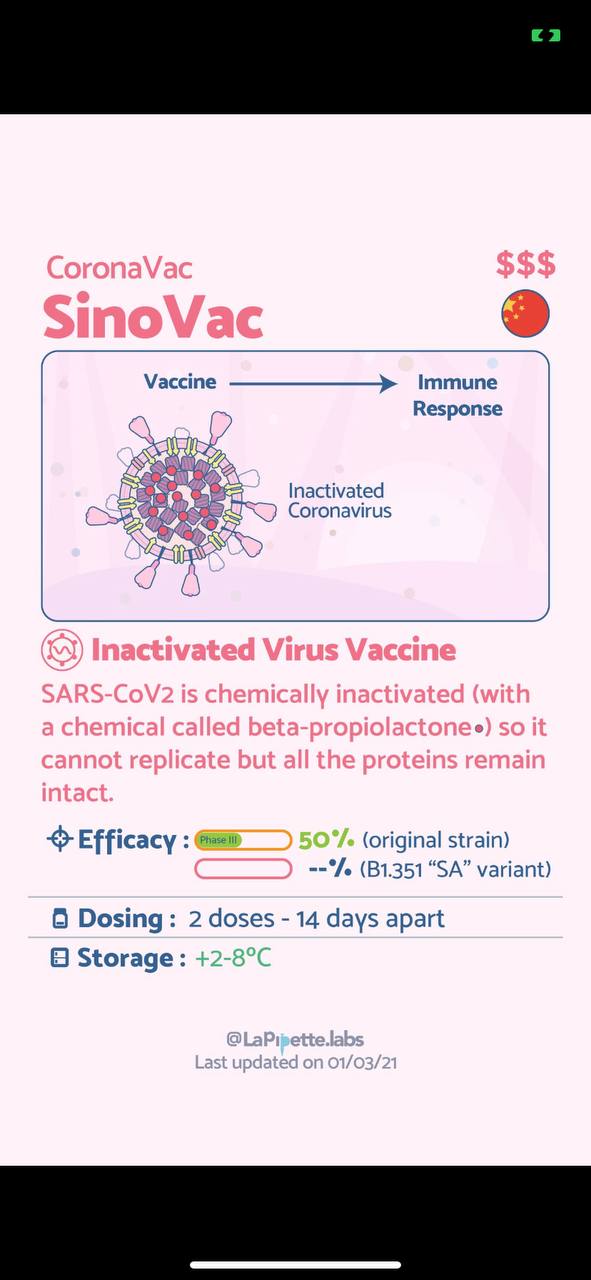 CoronaVac
$$$
SinoVac
Vaccine
Immune
Response
Inactivated
Coronavirus
Inactivated Virus Vaccine
SARS-CoV2 is chemically inactivated (with
a chemical called beta-propiolactone) so it
cannot replicate but all the proteins remain
intact.
Efficacy : Phase III 50% (original strain)
--% (B1.351 “SA” variant)
Dosing : 2 doses - 14 days apart
Storage : +2-8°C
@LaPipette.labs
Last updated on 01/03/21